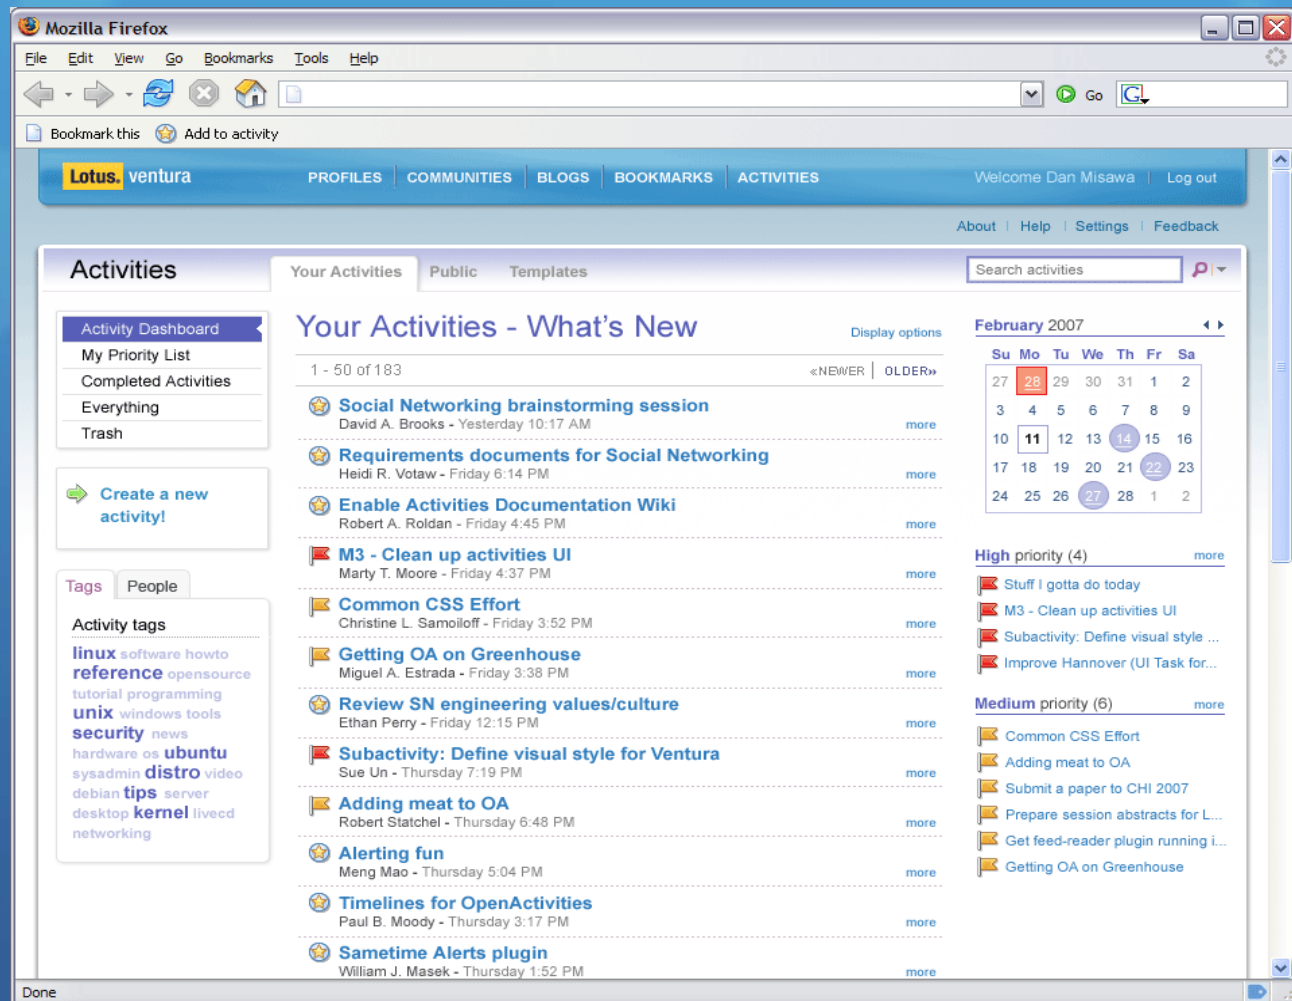 Mozilla Firefox
File Edit View Go Bookmarks Tools Help
Go G
Bookmark this Add to activity
Lotus. ventura PROFILES COMMUNITIES BLOGS BOOKMARKS ACTIVITIES Welcome Dan Misawa Log out
About Help Settings Feedback
Activities Your Activities Public Templates Search activities
Activity Dashboard
My Priority List
Completed Activities
Everything
Trash
Create a new
activity!
Tags People
Activity tags
linux software howto
reference opensource
tutorial programming
unix windows tools
security news
hardware os ubuntu
sysadmin distro video
debian tips server
desktop kernel livecd
networking
Your Activities - What's New Display options
1 - 50 of 183 «NEWER OLDER»
Social Networking brainstorming session
David A. Brooks - Yesterday 10:17 AM more
Requirements documents for Social Networking
Heidi R. Votaw - Friday 6:14 PM more
Enable Activities Documentation Wiki
Robert A. Roldan - Friday 4:45 PM more
M3 - Clean up activities UI
Marty T. Moore - Friday 4:37 PM more
Common CSS Effort
Christine L. Samoiloff - Friday 3:52 PM more
Getting OA on Greenhouse
Miguel A. Estrada - Friday 3:38 PM more
Review SN engineering values/culture
Ethan Perry - Friday 12:15 PM more
Subactivity: Define visual style for Ventura
Sue Un - Thursday 7:19 PM more
Adding meat to OA
Robert Statchel - Thursday 6:48 PM more
Alerting fun
Meng Mao - Thursday 5:04 PM more
Timelines for OpenActivities
Paul B. Moody - Thursday 3:17 PM more
Sametime Alerts plugin
William J. Masek - Thursday 1:52 PM more
February 2007
Su Mo Tu We Th Fr Sa
27 28 29 30 31 1 2
3 4 5 6 7 8 9
10 11 12 13 14 15 16
17 18 19 20 21 22 23
24 25 26 27 28 1 2
High priority (4) more
Stuff I gotta do today
M3 - Clean up activities UI
Subactivity: Define visual style ...
Improve Hannover (UI Task for...
Medium priority (6) more
Common CSS Effort
Adding meat to OA
Submit a paper to CHI 2007
Prepare session abstracts for L...
Get feed-reader plugin running i...
Getting OA on Greenhouse
Done